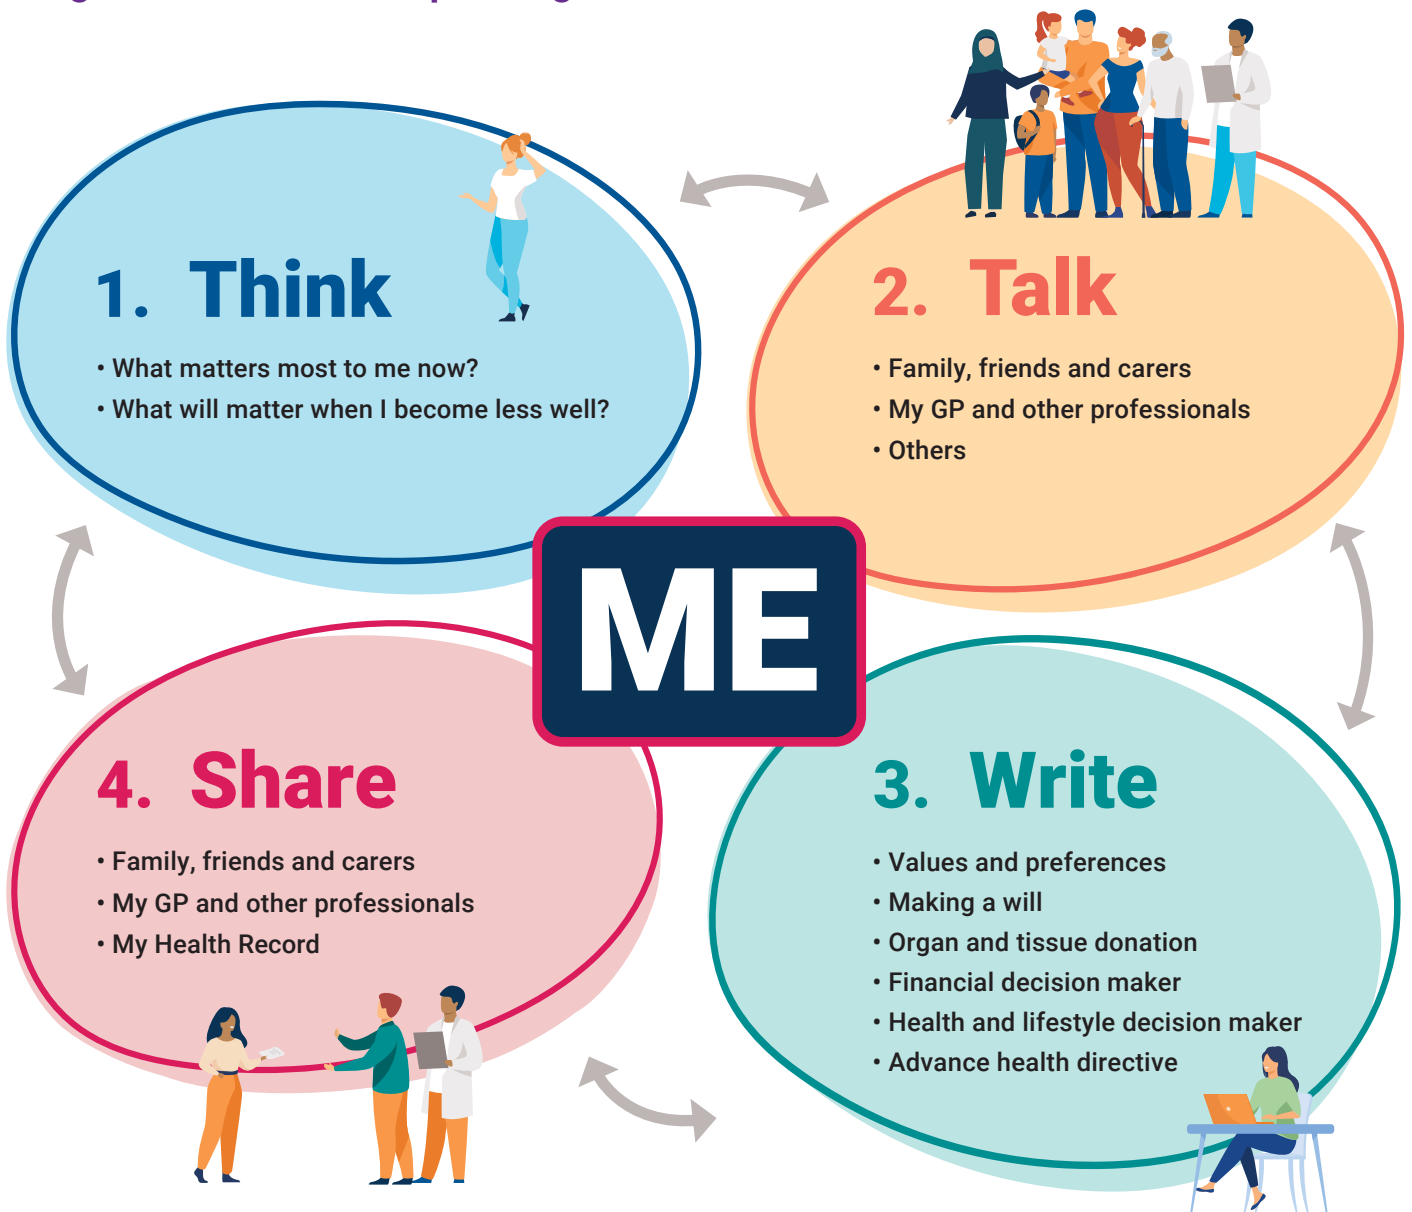 1. Think
• What matters most to me now?
• What will matter when I become less well?
2. Talk
• Family, friends and carers
• My GP and other professionals
• Others
ME
3. Write
• Values and preferences
• Making a will
• Organ and tissue donation
• Financial decision maker
• Health and lifestyle decision maker
• Advance health directive
4. Share
• Family, friends and carers
• My GP and other professionals
• My Health Record